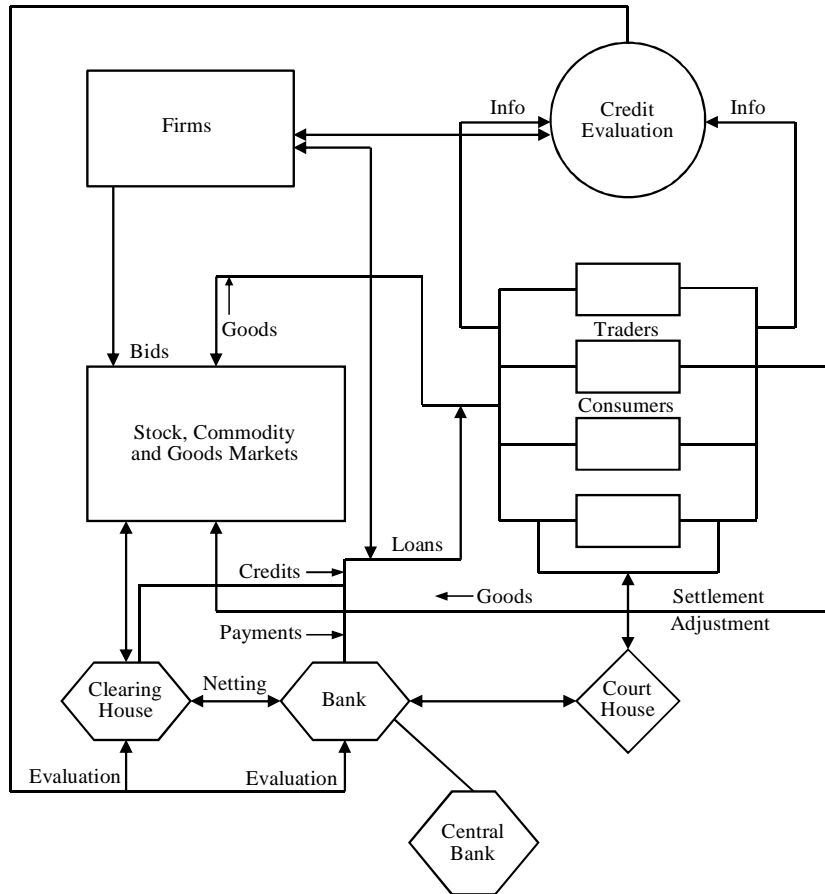 Info
Credit
Evaluation
Info
Firms
Goods
Traders
Bids
Consumers
Stock, Commodity
and Goods Markets
Loans
Credits
Goods
Settlement
Payments
Adjustment
Clearing
House
Netting
Bank
Court
House
Evaluation
Evaluation
Central
Bank